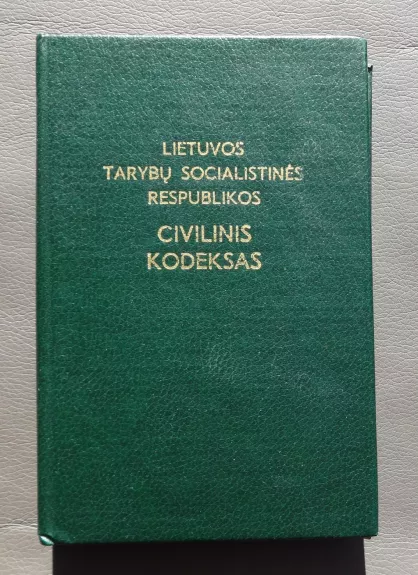 LIETUVOS
TARYBŲ SOCIALISTINĖS
RESPUBLIKOS
CIVILINIS
KODEKSAS